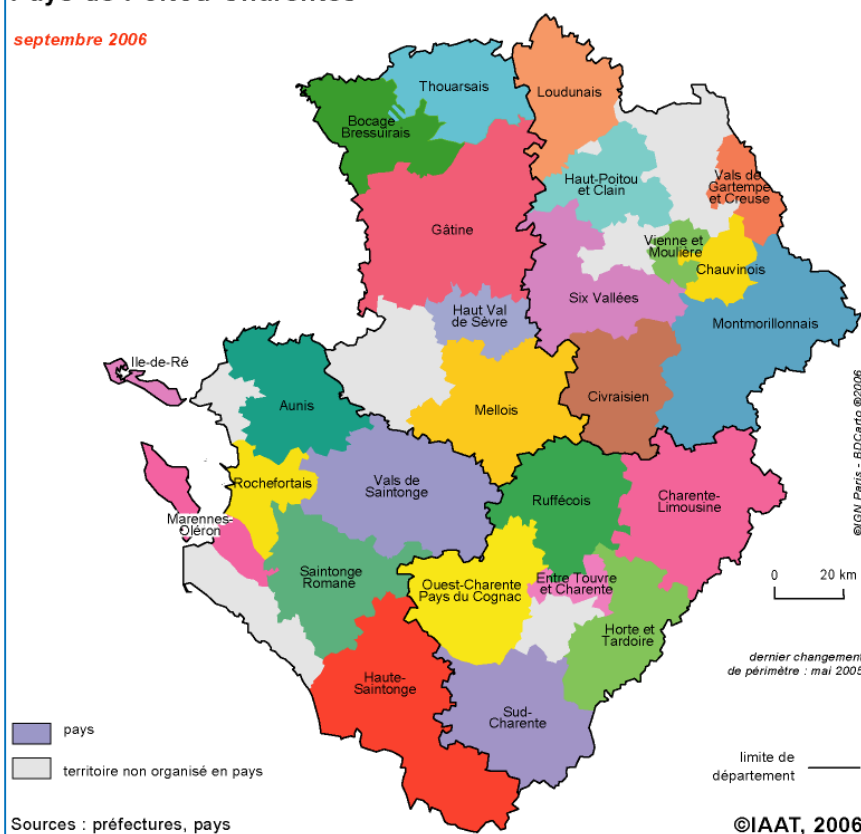 septembre 2006
Thouarsais
Loudunais
Bocage
Bressuirais
Haut-Poitou
et Clain
Vals de
Gartempe
et Creuse
Gâtine
Vienne et
Moulière
Chauvinois
Six Vallées
Haut Val
de Sèvre
Montmorillonnais
Ile-de-Ré
Aunis
Mellois
Civraisien
Rochefortais
Vals de
Saintonge
Ruffécois
Charente-
Limousine
Marennes-
Oléron
Saintonge
Romane
Ouest-Charente
Pays du Cognac
Entre Touvre
et Charente
Horte et
Tardoire
Haute-
Saintonge
Sud-
Charente
©IGN Paris - BDCarto ®2006
0 20 km
dernier changement
de périmètre : mai 2005
pays
territoire non organisé en pays
limite de
département
Sources : préfectures, pays
©IAAT, 2006